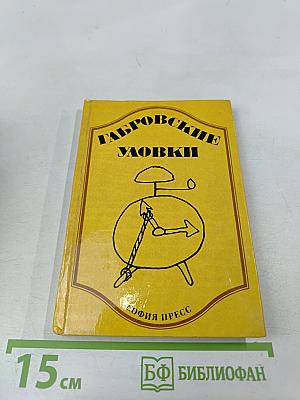 ГАБРОВСКИЕ
УЛОВКИ
СОФИЯ ПРЕСС
15 см
БФ БИБЛИОФАН